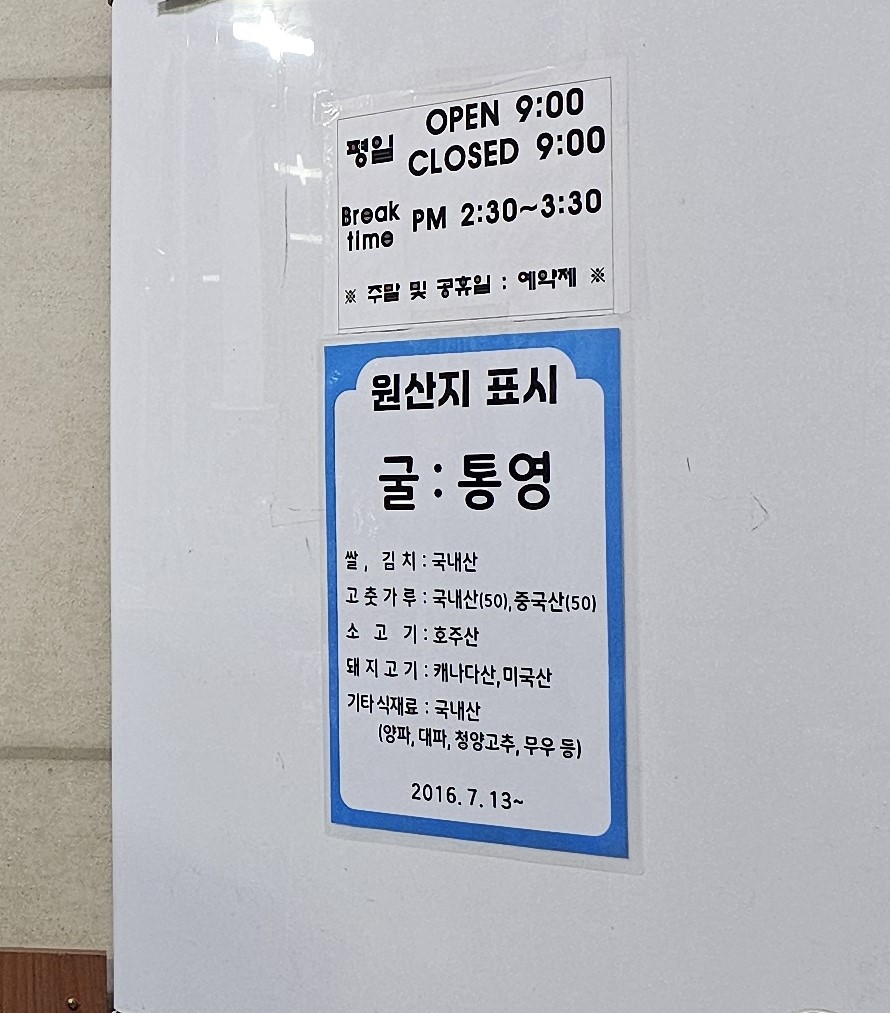 평일 OPEN 9:00
CLOSED 9:00
Break time PM 2:30~3:30
※ 주말 및 공휴일 : 예약제 ※
원산지 표시
굴 : 통영
쌀, 김치 : 국내산
고춧가루 : 국내산(50), 중국산(50)
소고기 : 호주산
돼지고기 : 캐나다산, 미국산
기타식재료 : 국내산
(양파, 대파, 청양고추, 무우 등)
2016. 7. 13~